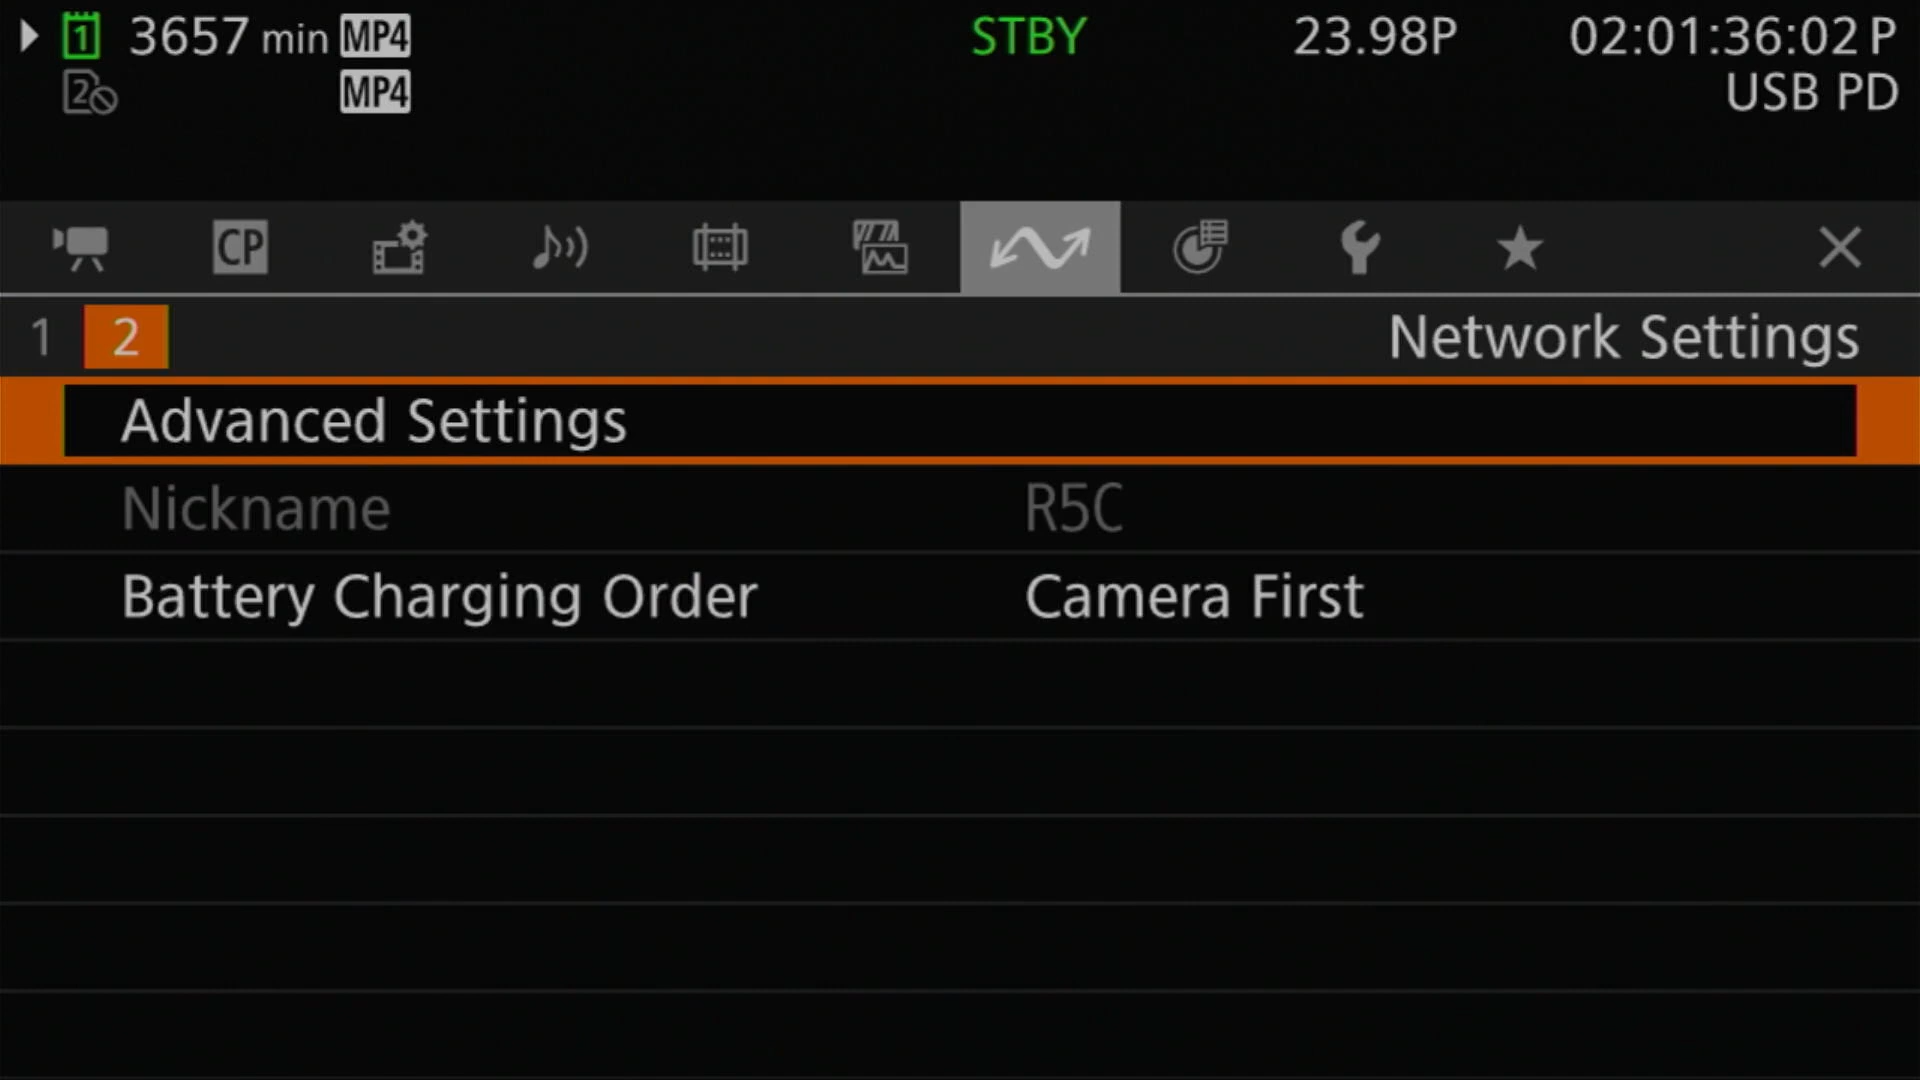 1 3657 min MP4 STBY 23.98P 02:01:36:02 P
2 MP4 USB PD
CP
1 2 Network Settings
Advanced Settings
Nickname R5C
Battery Charging Order Camera First